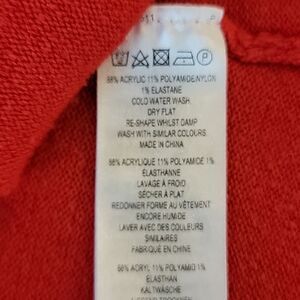 88% ACRYLIC 11% POLYAMIDE/NYLON
1% ELASTANE
COLD WATER WASH
DRY FLAT
RE-SHAPE WHILST DAMP
WASH WITH SIMILAR COLOURS
MADE IN CHINA
88% ACRYLIQUE 11% POLYAMIDE 1%
ELASTHANNE
LAVAGE À FROID
SÉCHER À PLAT
REDONNER FORME AU VÊTEMENT
ENCORE HUMIDE
LAVER AVEC DES COULEURS
SIMILAIRES
FABRIQUÉ EN CHINE
88% ACRYL 11% POLYAMID 1%
ELASTHAN
KALTWÄSCHE